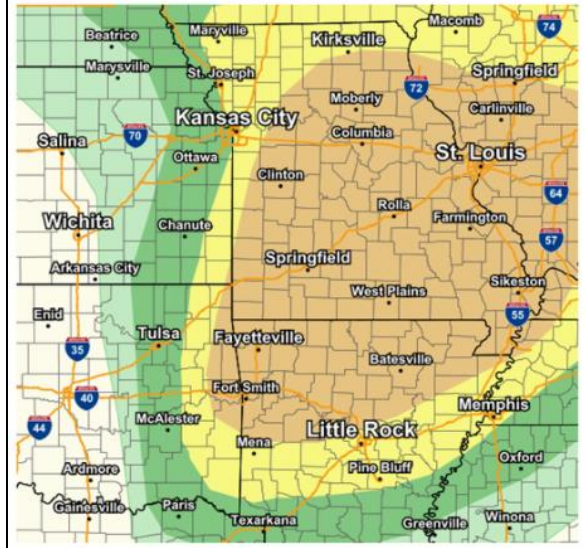 Macomb
74
Beatrice
Maryville
Kirksville
Marysville
St. Joseph
72
Springfield
Moberly
Carlinville
Kansas City
70
Columbia
Salina
St. Louis
Ottawa
Clinton
64
Rolla
Wichita
Chanute
Farmington
57
Springfield
Arkansas City
Sikeston
West Plains
Enid
55
Tulsa
Fayetteville
35
Batesville
Fort Smith
40
Memphis
McAlester
Little Rock
44
Mena
Oxford
Pine Bluff
Ardmore
Paris
Gainesville
Texarkana
Greenville
Winona